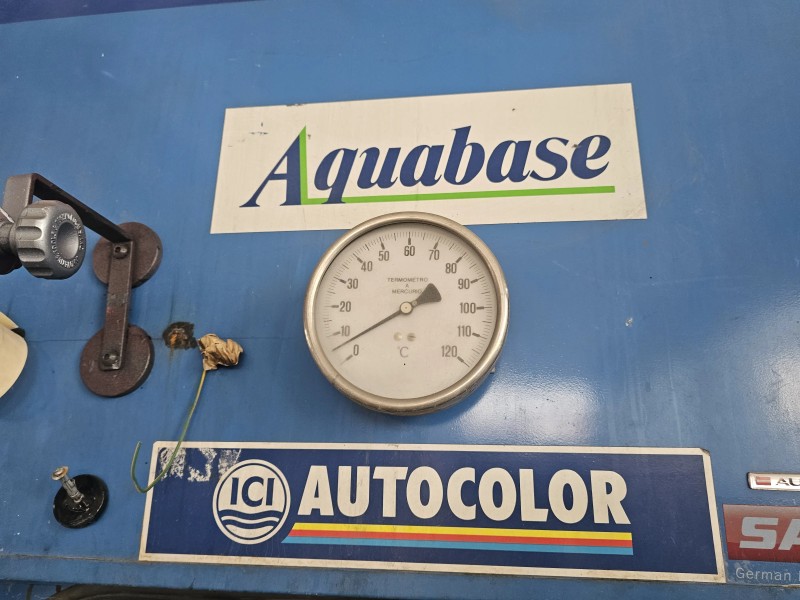 Aquabase
TERMOMETRO
A
MERCURIO
0
10
20
30
40
50
60
70
80
90
100
110
120
°C
ICI AUTOCOLOR
German